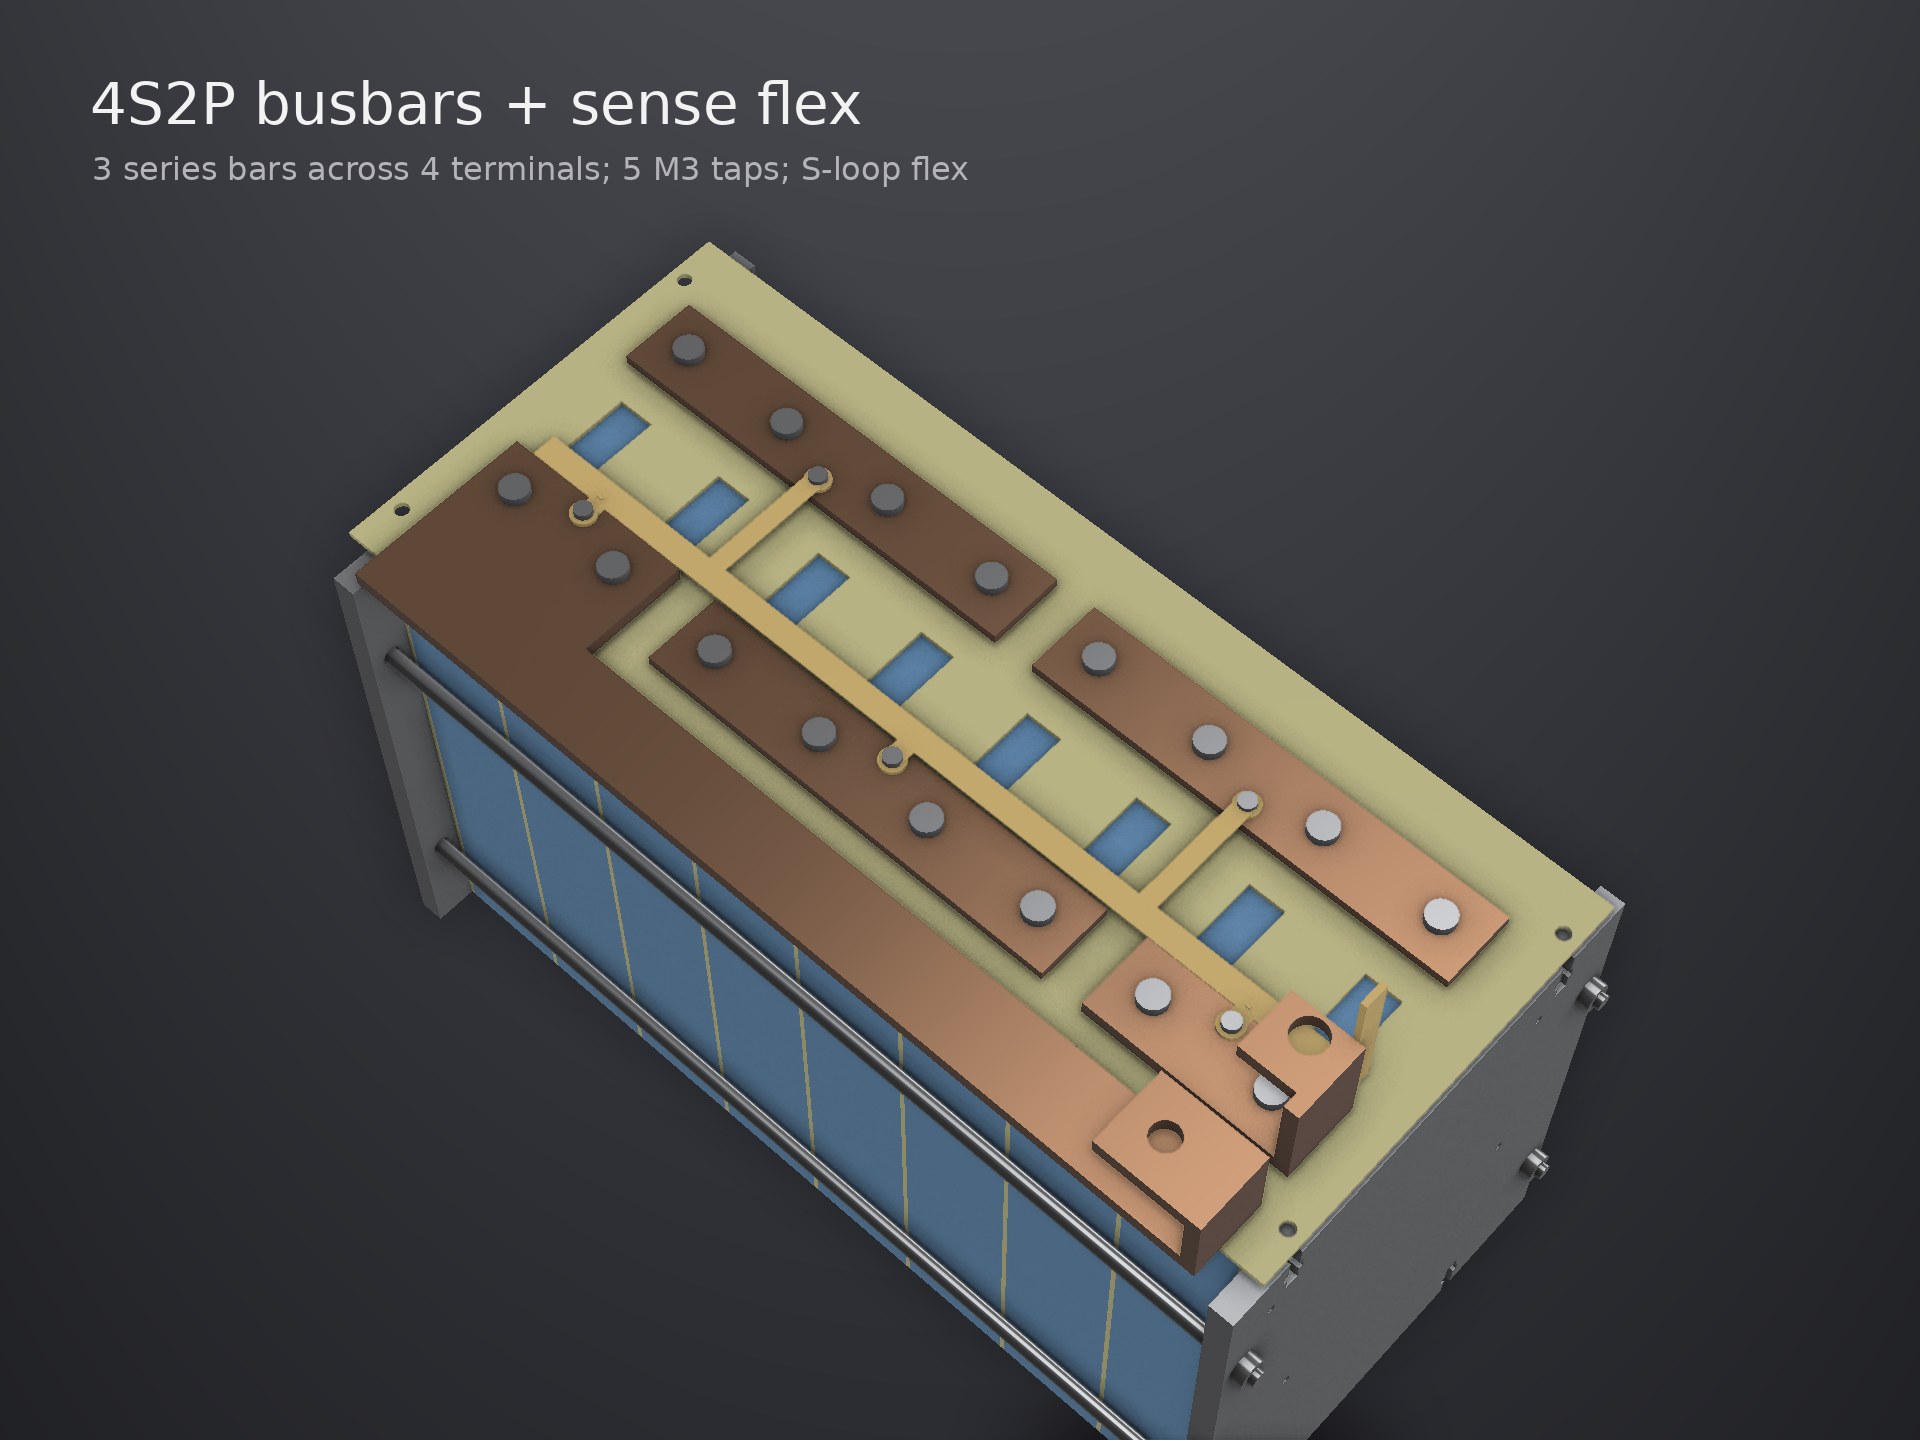 4S2P busbars + sense flex
3 series bars across 4 terminals; 5 M3 taps; S-loop flex